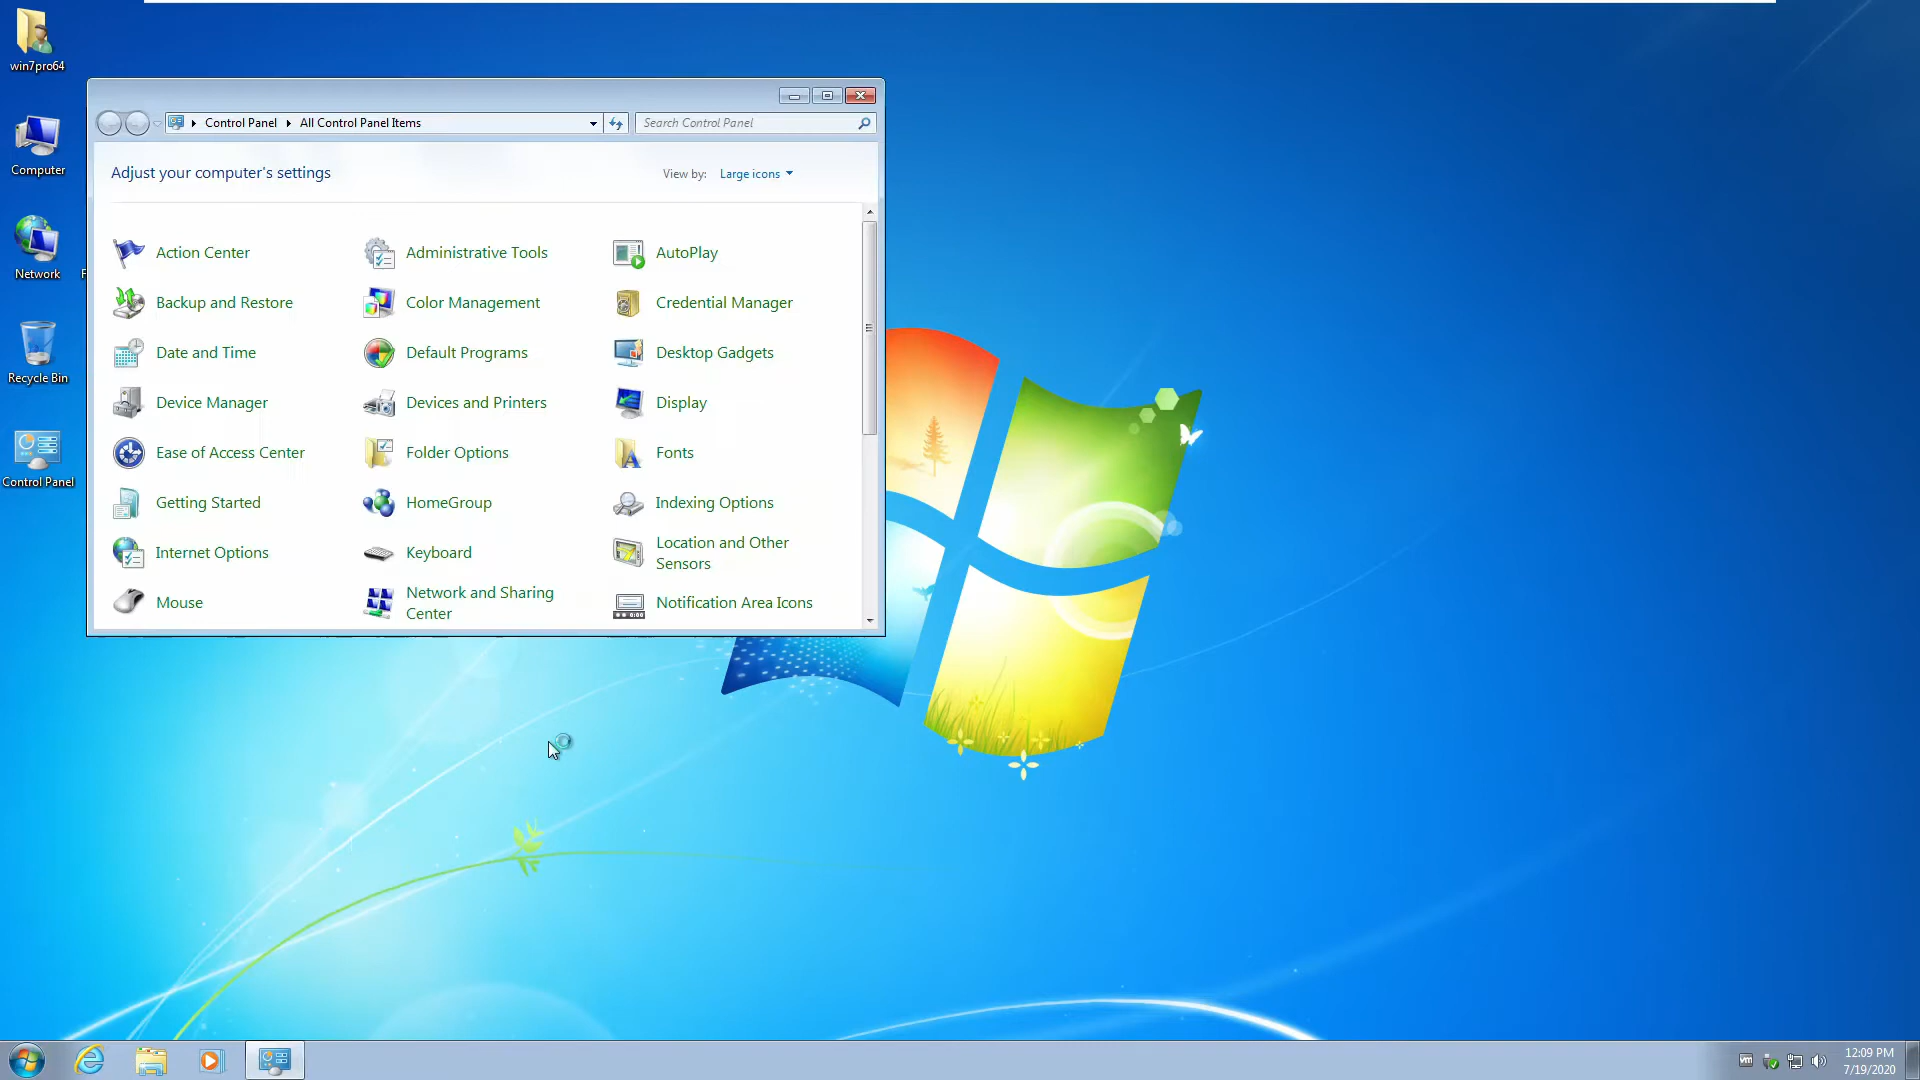 win7pro64
Computer
Network
F
Recycle Bin
Control Panel
Control Panel
All Control Panel Items
Search Control Panel
Adjust your computer's settings
View by:
Large icons
Action Center
Administrative Tools
AutoPlay
Backup and Restore
Color Management
Credential Manager
Date and Time
Default Programs
Desktop Gadgets
Device Manager
Devices and Printers
Display
Ease of Access Center
Folder Options
Fonts
Getting Started
HomeGroup
Indexing Options
Internet Options
Keyboard
Location and Other
Sensors
Mouse
Network and Sharing
Center
Notification Area Icons
vm
12:09 PM
7/19/2020